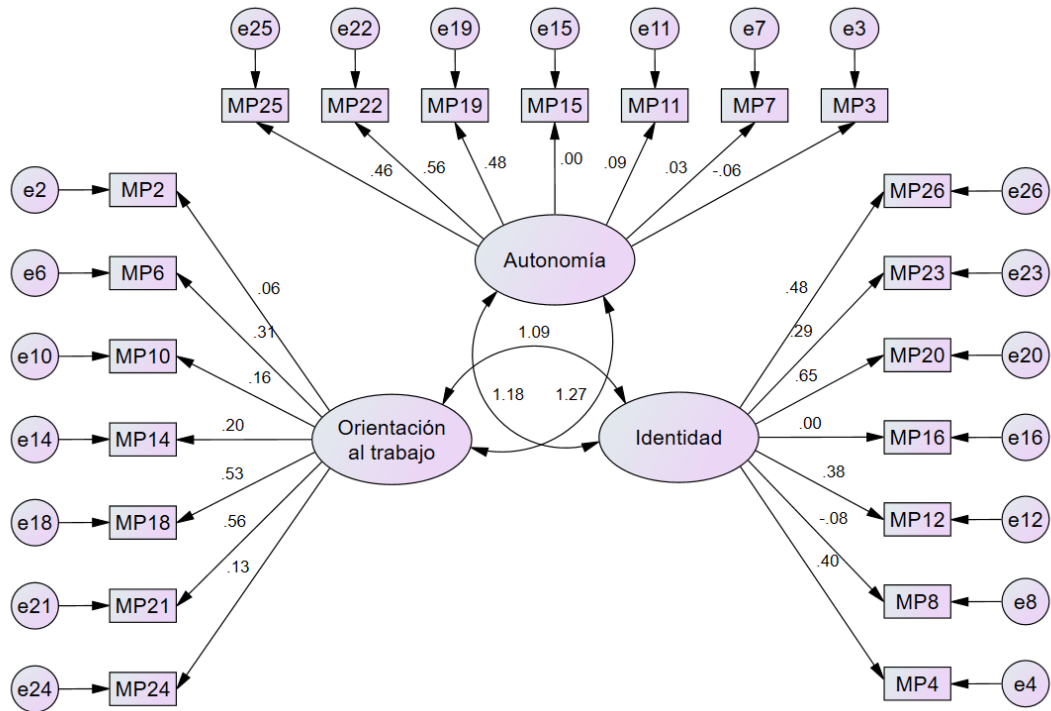 e25 e22 e19 e15 e11 e7 e3
MP25 MP22 MP19 MP15 MP11 MP7 MP3
.46 .56 .48 .00 .09 .03 -.06
Autonomía
e2 MP2
e6 MP6
e10 MP10
e14 MP14
e18 MP18
e21 MP21
e24 MP24
.06
.31
.16
.20
.53
.56
.13
Orientación
al trabajo
1.09
1.18
1.27
Identidad
.48
.29
.65
.00
.38
-.08
.40
MP26 e26
MP23 e23
MP20 e20
MP16 e16
MP12 e12
MP8 e8
MP4 e4